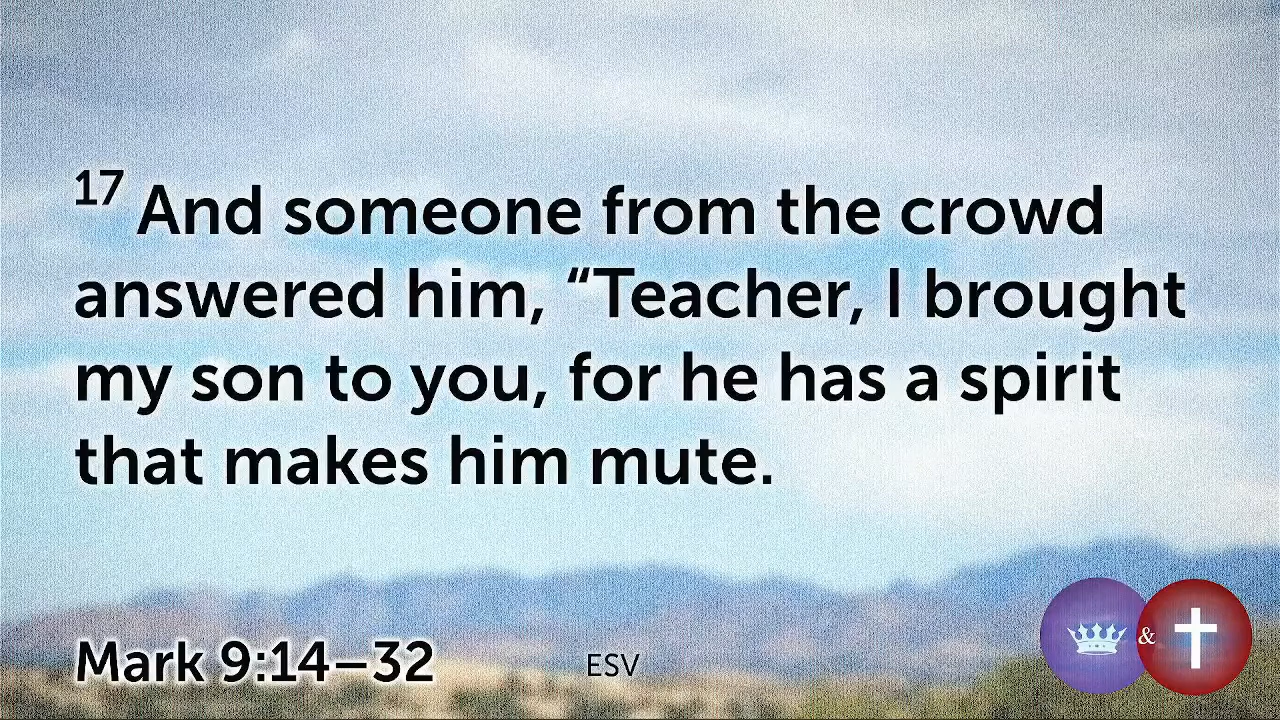 17 And someone from the crowd
answered him, “Teacher, I brought
my son to you, for he has a spirit
that makes him mute.
Mark 9:14–32 ESV
&